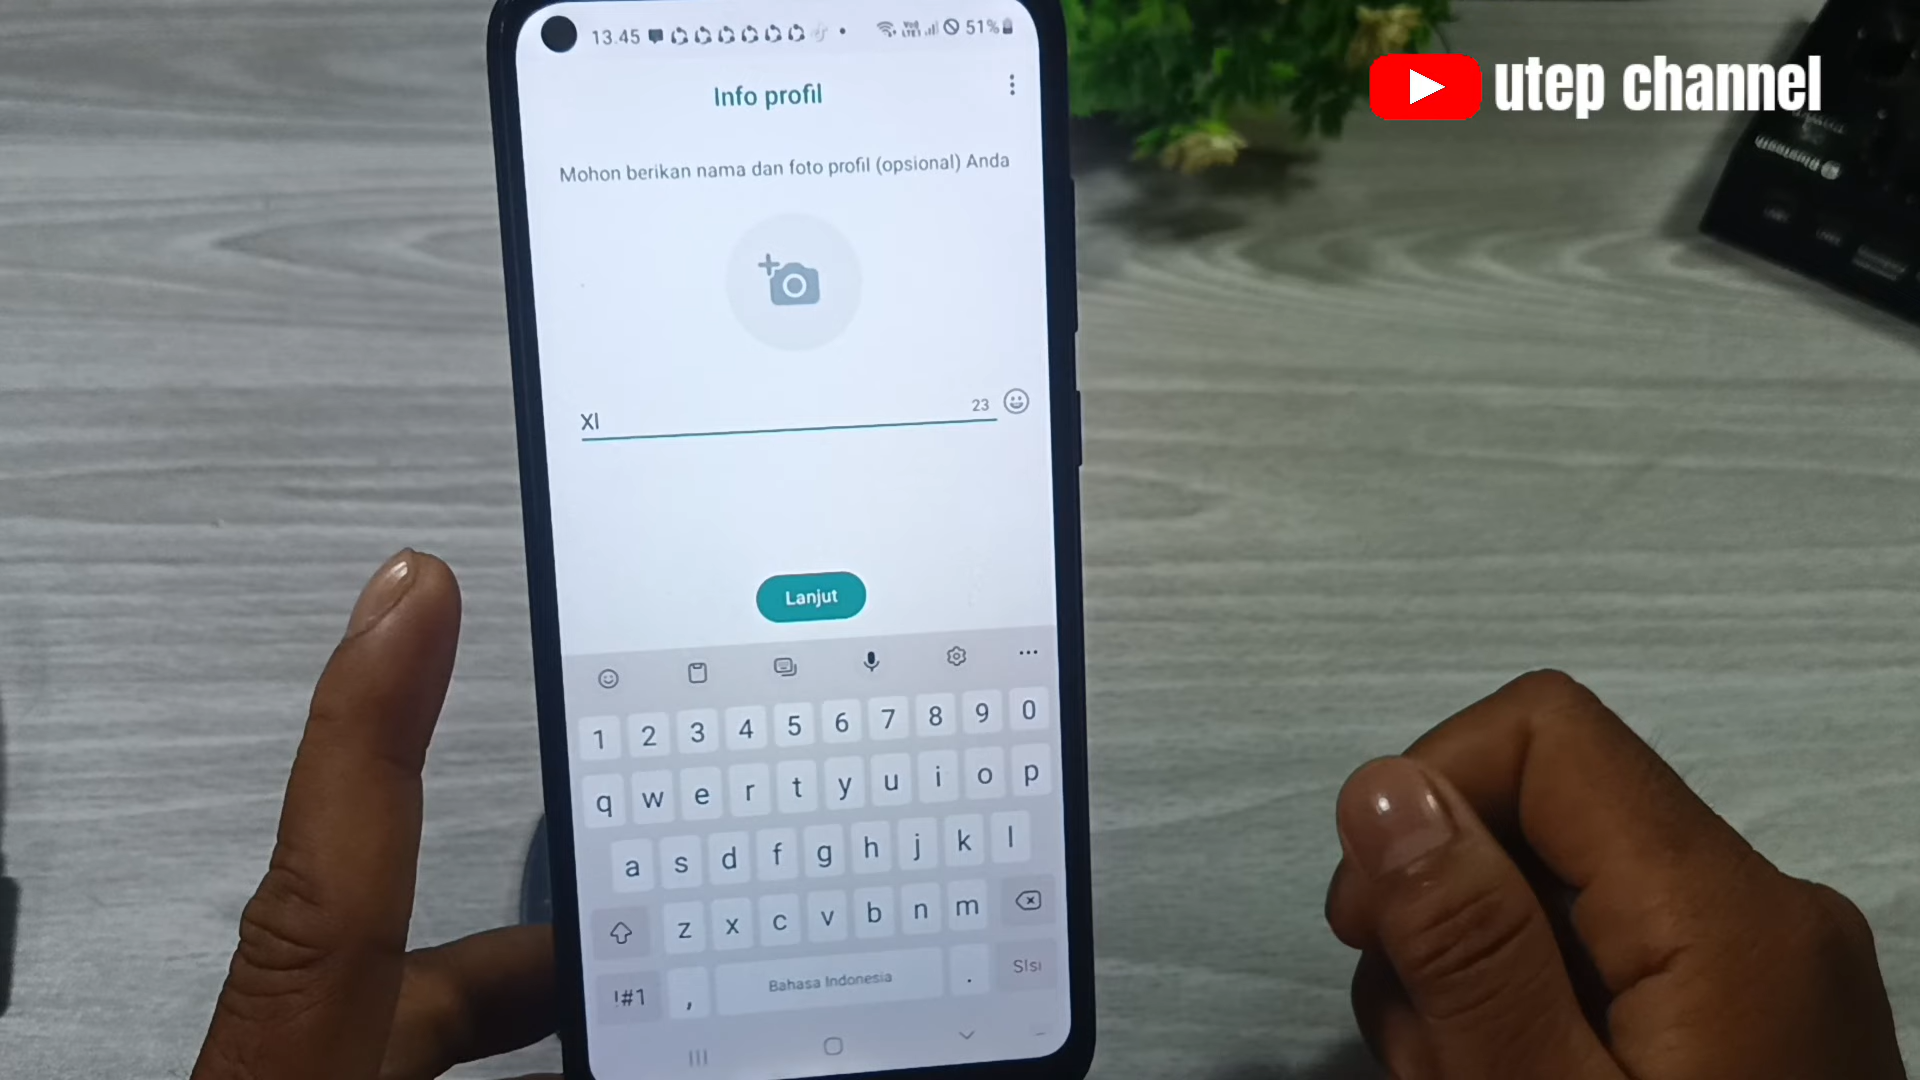 utep channel
13.45
51%
Info profil
Mohon berikan nama dan foto profil (opsional) Anda
Xl
23
Lanjut
1 2 3 4 5 6 7 8 9 0
q w e r t y u i o p
a s d f g h j k l
z x c v b n m
!#1 , Bahasa Indonesia . Slsi